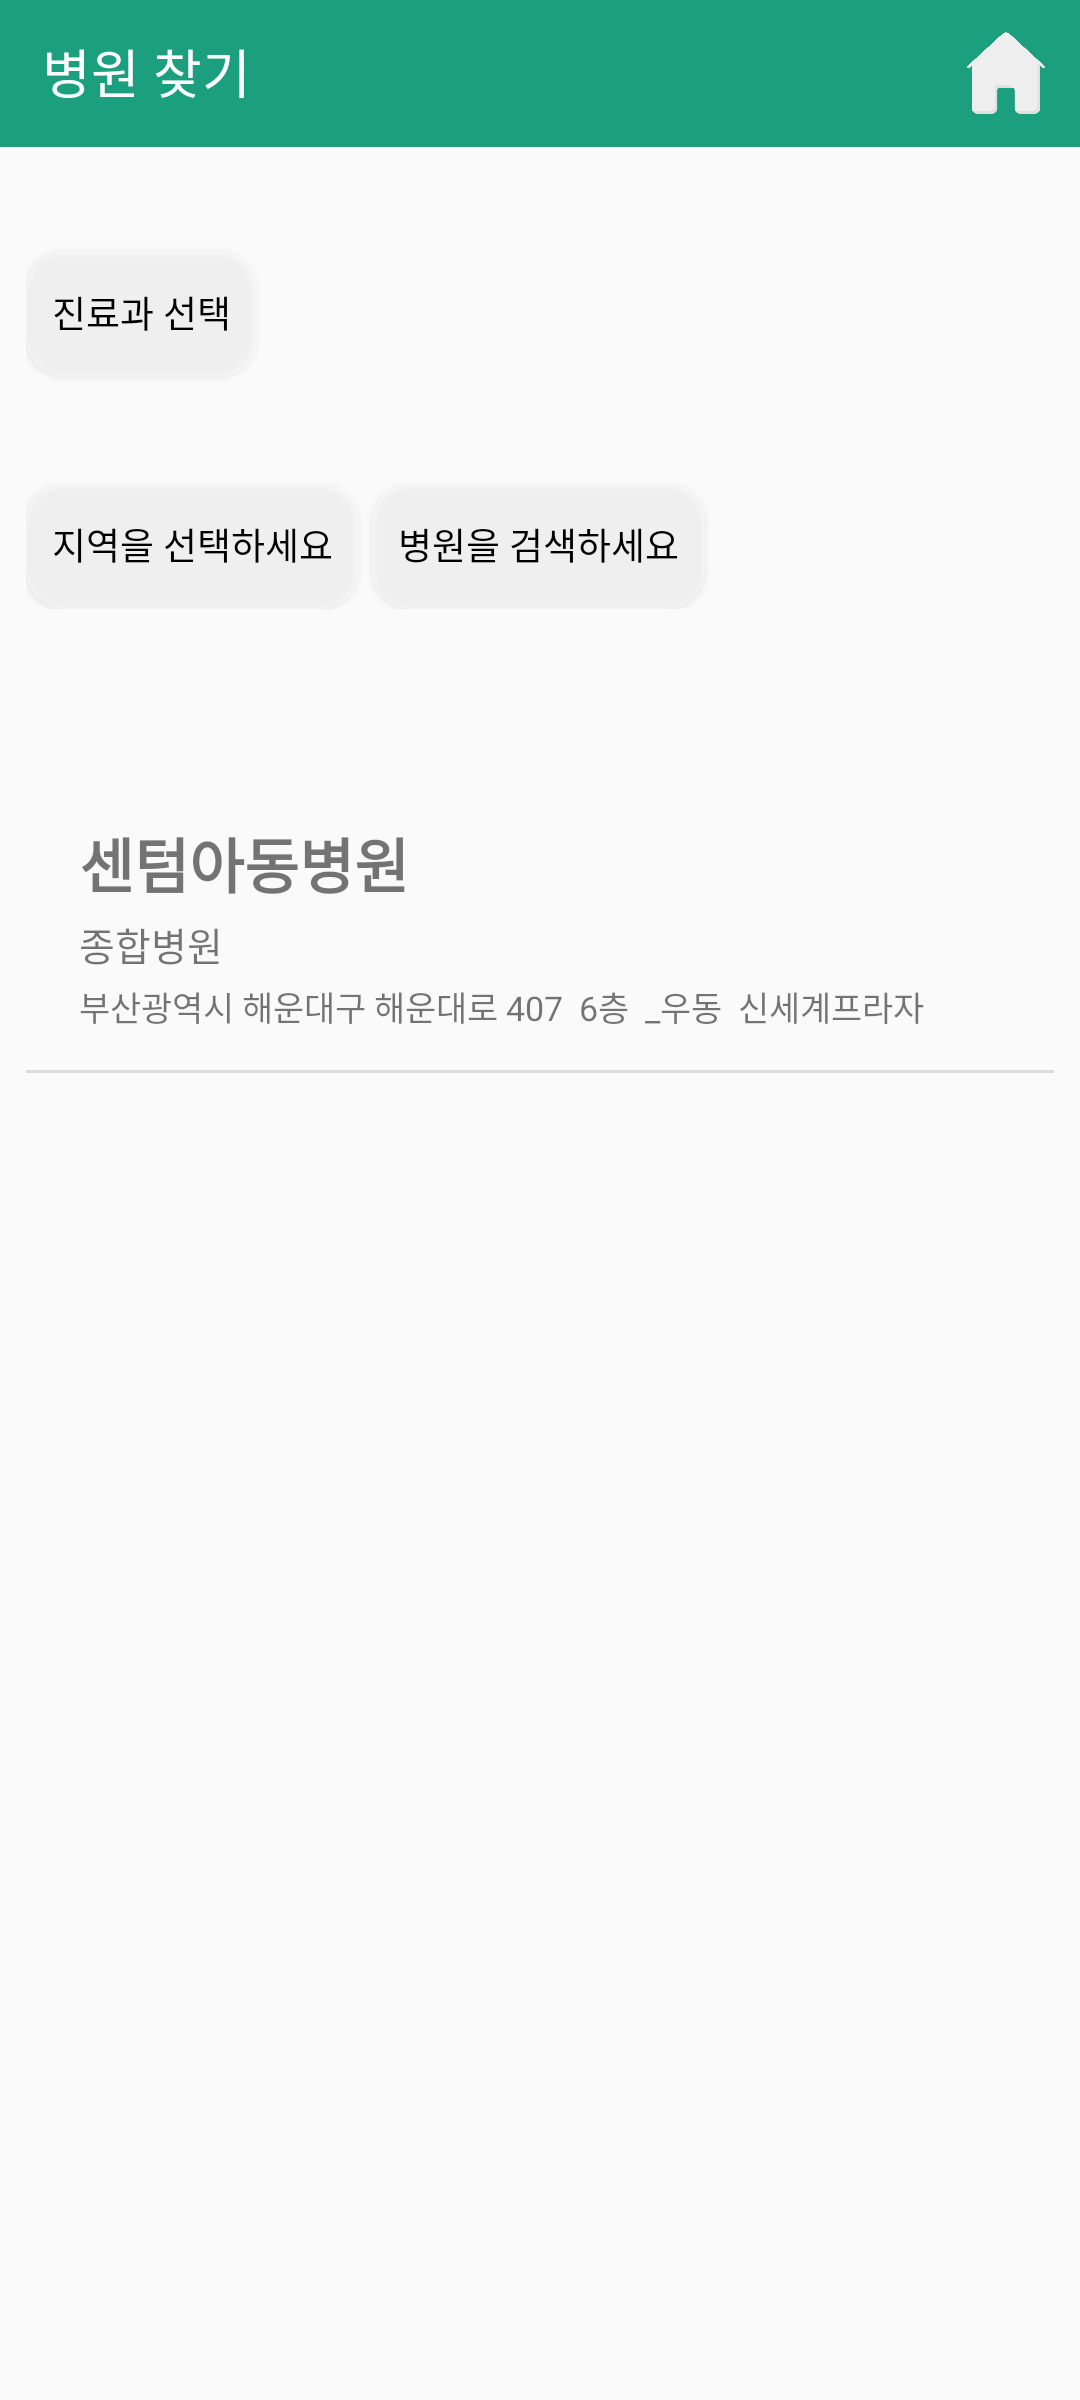 병원 찾기
진료과 선택
지역을 선택하세요 병원을 검색하세요
센텀아동병원
종합병원
부산광역시 해운대구 해운대로 407 6층 _우동 신세계프라자